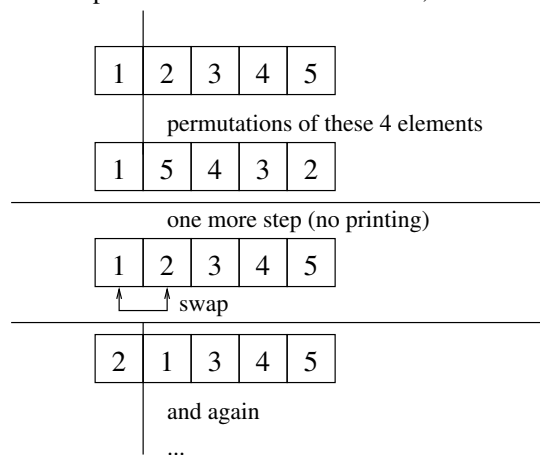 1 2 3 4 5
permutations of these 4 elements
1 5 4 3 2
one more step (no printing)
1 2 3 4 5
swap
2 1 3 4 5
and again
...